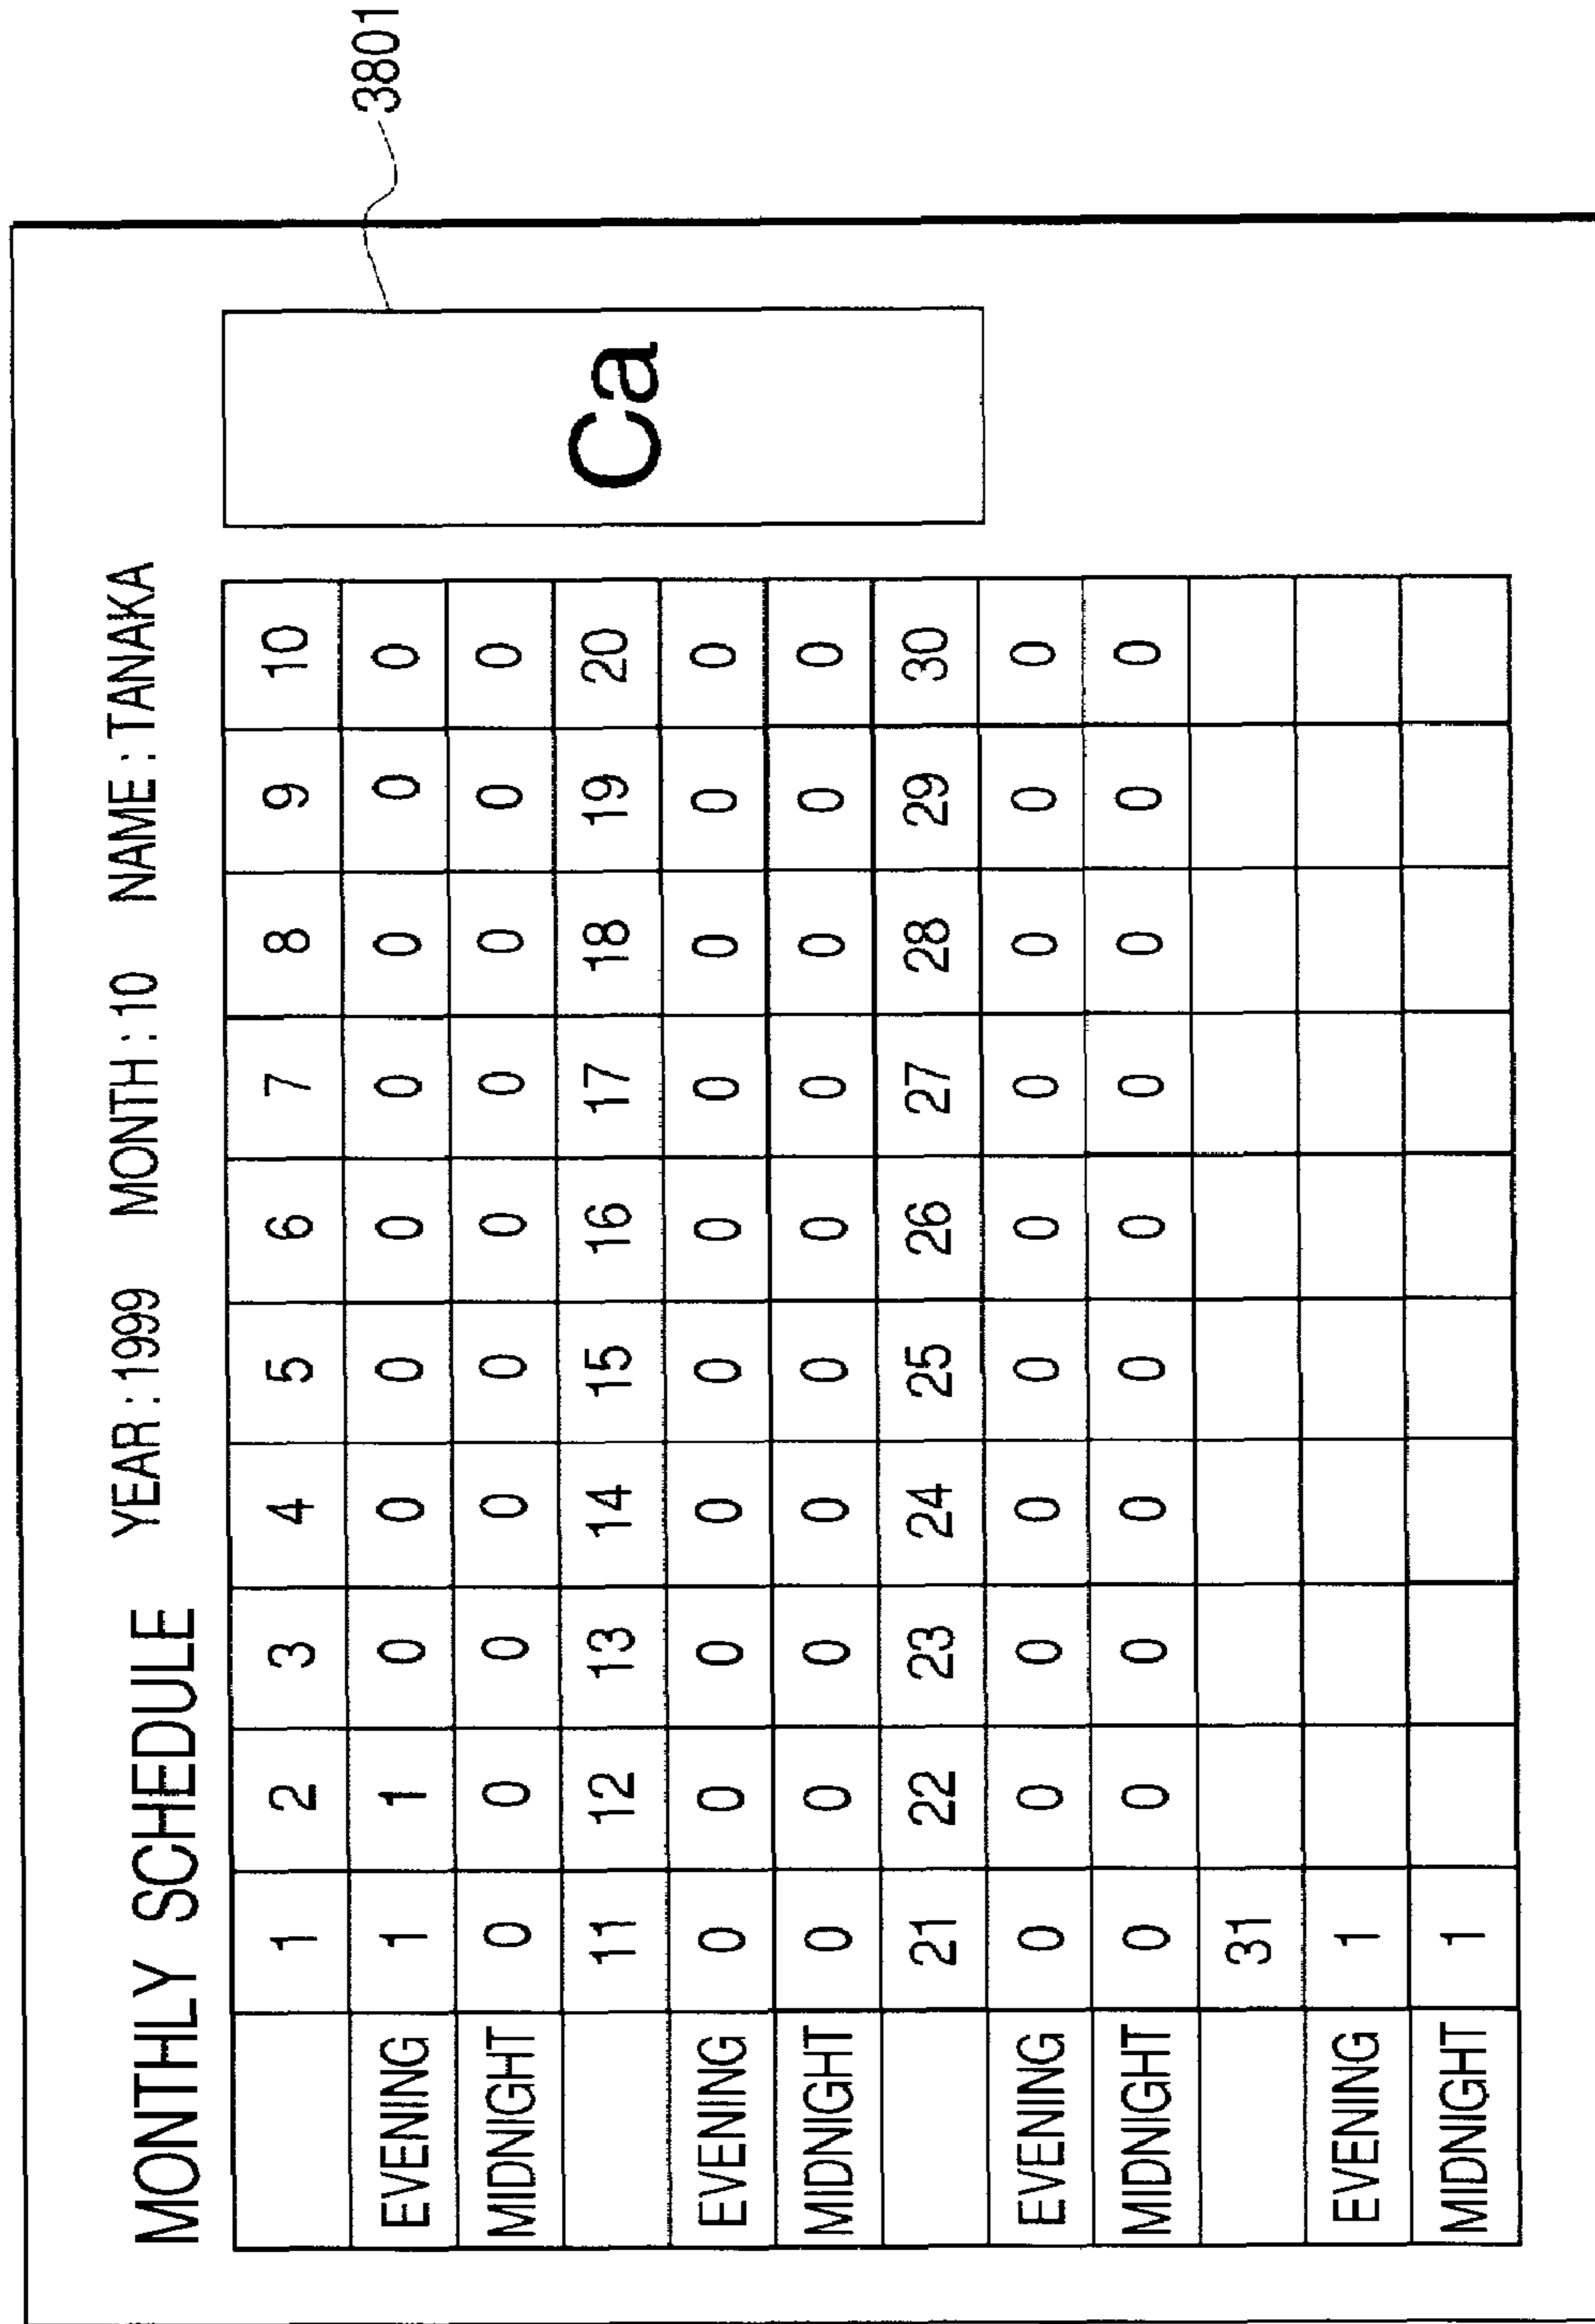 MONTHLY SCHEDULE YEAR : 1999 MONTH : 10 NAME : TANAKA
1 2 3 4 5 6 7 8 9 10
EVENING 1 1 0 0 0 0 0 0 0 0
MIDNIGHT 0 0 0 0 0 0 0 0 0 0
11 12 13 14 15 16 17 18 19 20
EVENING 0 0 0 0 0 0 0 0 0 0
MIDNIGHT 0 0 0 0 0 0 0 0 0 0
21 22 23 24 25 26 27 28 29 30
EVENING 0 0 0 0 0 0 0 0 0 0
MIDNIGHT 0 0 0 0 0 0 0 0 0 0
31
EVENING 1
MIDNIGHT 1
Ca
3801